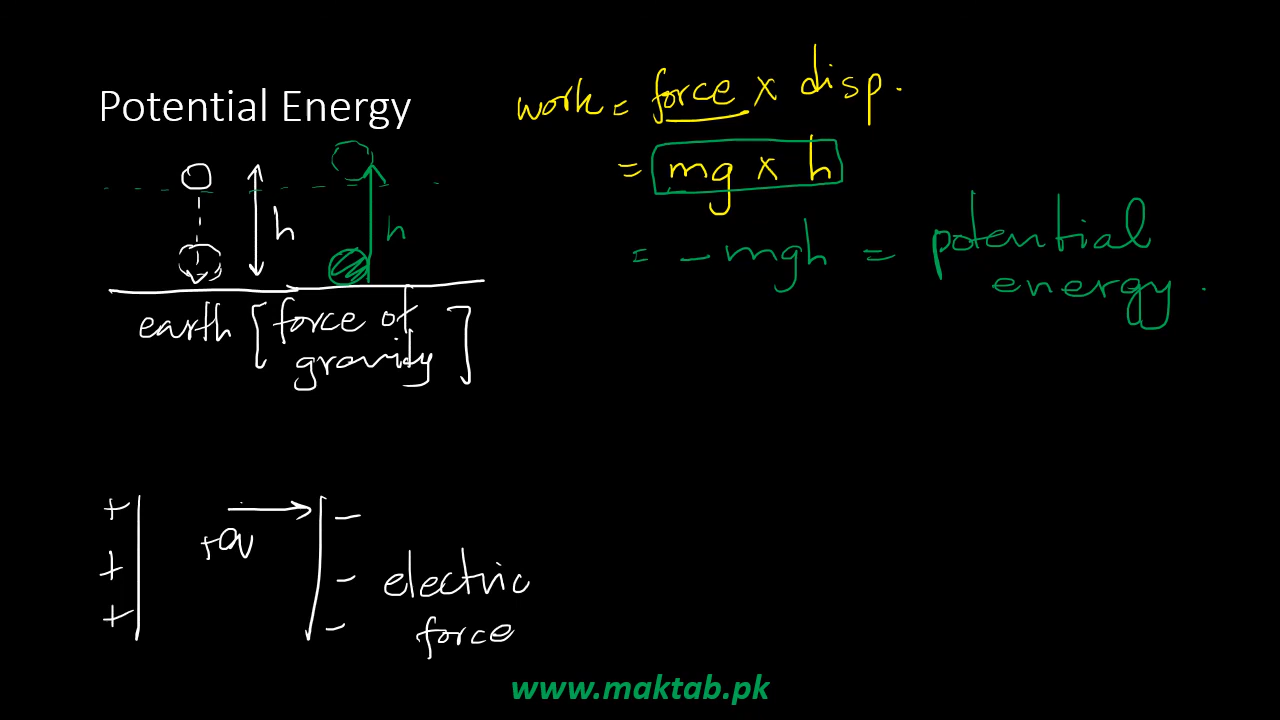 Potential Energy
work = force x disp.
= mg x h
= - mgh = potential energy.
h
h
earth [force of gravity]
+
+
+
+q
-
-
-
electric
force
www.maktab.pk